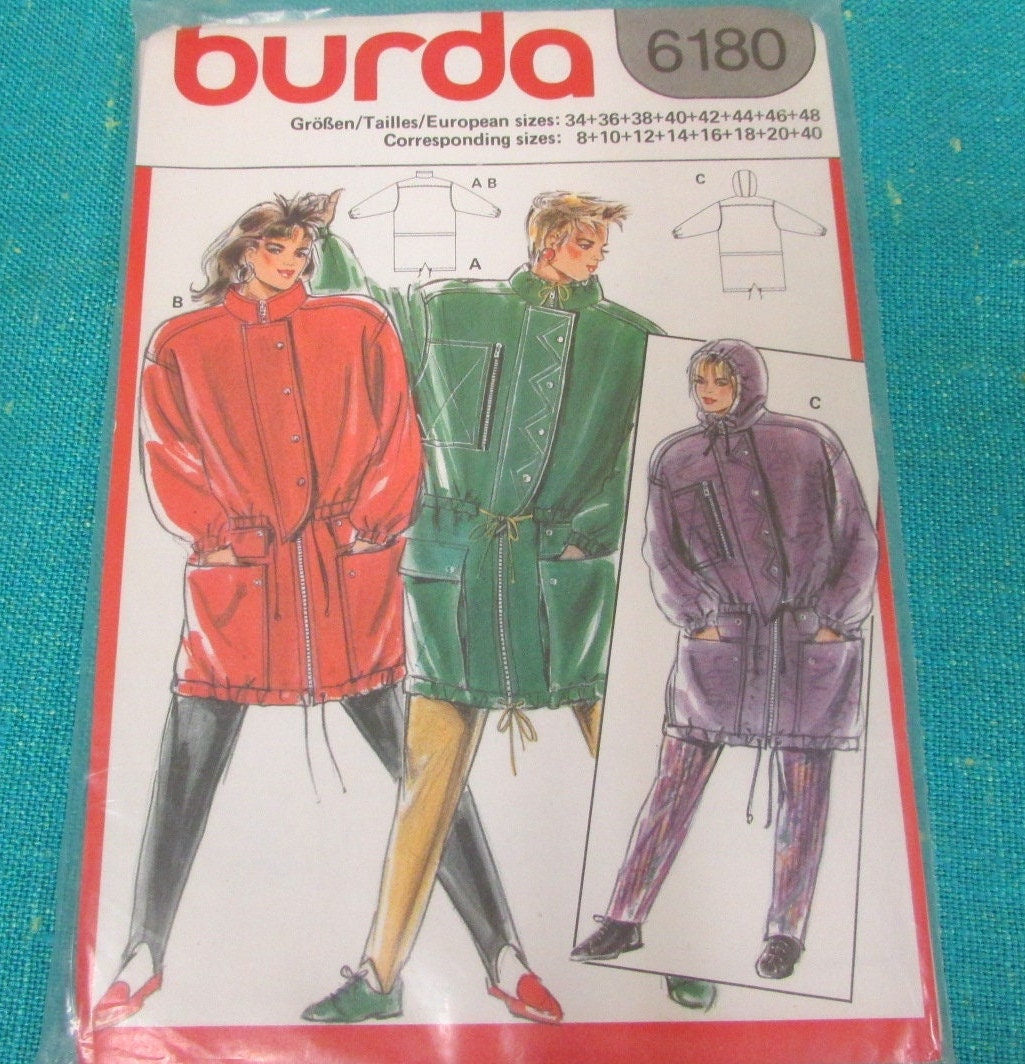 burda
6180
Größen/Tailles/European sizes: 34+36+38+40+42+44+46+48
Corresponding sizes: 8+10+12+14+16+18+20+40
A B
C
A
B
C